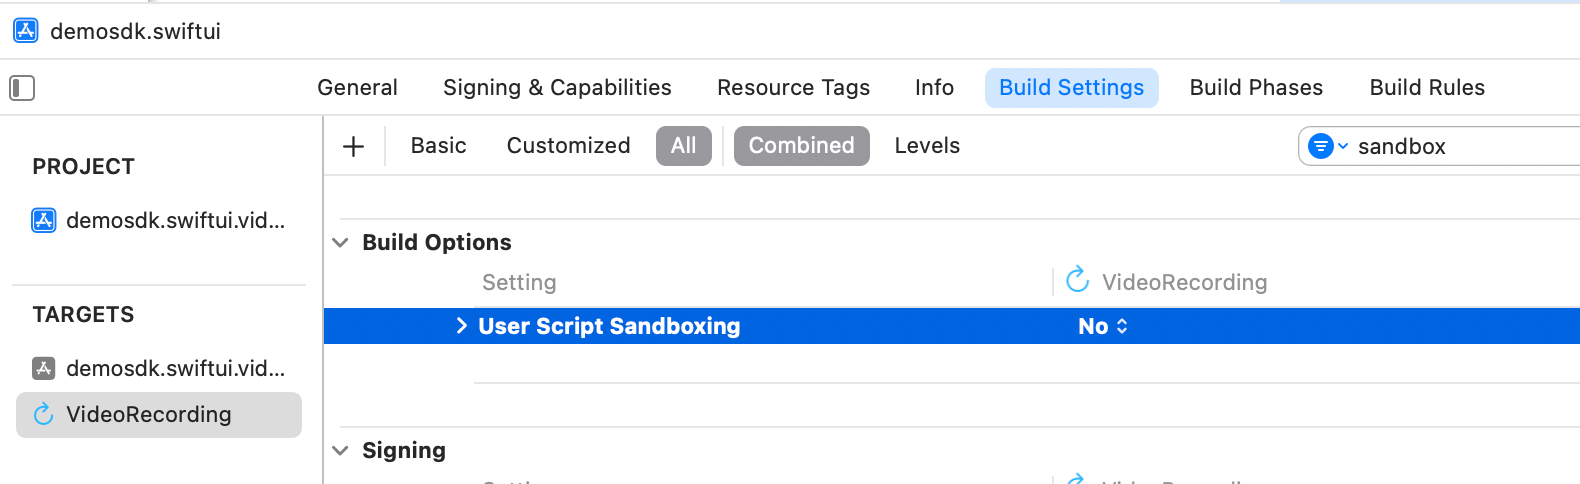 demosdk.swiftui
General Signing & Capabilities Resource Tags Info Build Settings Build Phases Build Rules
Basic Customized All Combined Levels sandbox
PROJECT
demosdk.swiftui.vid...
TARGETS
demosdk.swiftui.vid...
VideoRecording
Build Options
Setting VideoRecording
User Script Sandboxing No
Signing